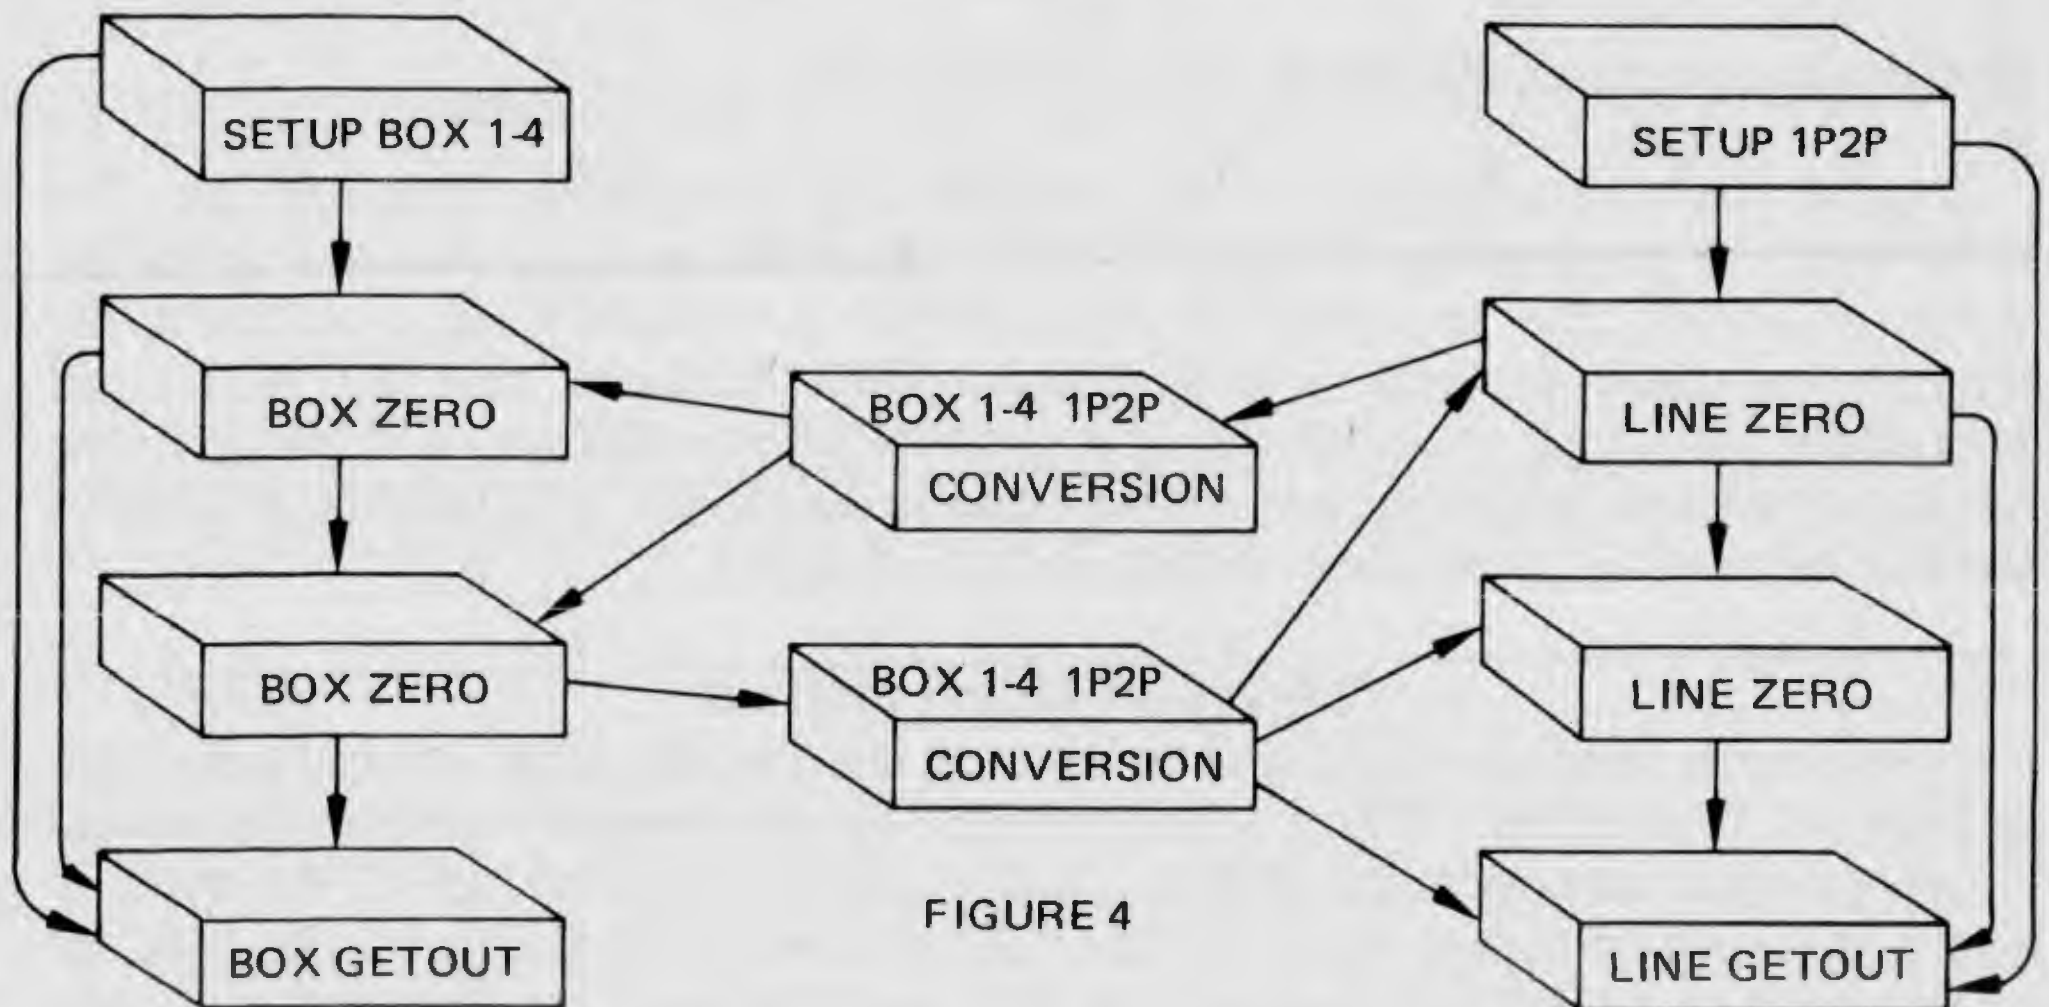 SETUP BOX 1-4
SETUP 1P2P
BOX ZERO
BOX 1-4 1P2P
CONVERSION
LINE ZERO
BOX ZERO
BOX 1-4 1P2P
CONVERSION
LINE ZERO
FIGURE 4
BOX GETOUT
LINE GETOUT